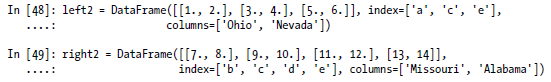 In [48]: left2 = DataFrame([[1., 2.], [3., 4.], [5., 6.]], index=['a', 'c', 'e'],
....: columns=['Ohio', 'Nevada'])
In [49]: right2 = DataFrame([[7., 8.], [9., 10.], [11., 12.], [13, 14]],
....: index=['b', 'c', 'd', 'e'], columns=['Missouri', 'Alabama'])